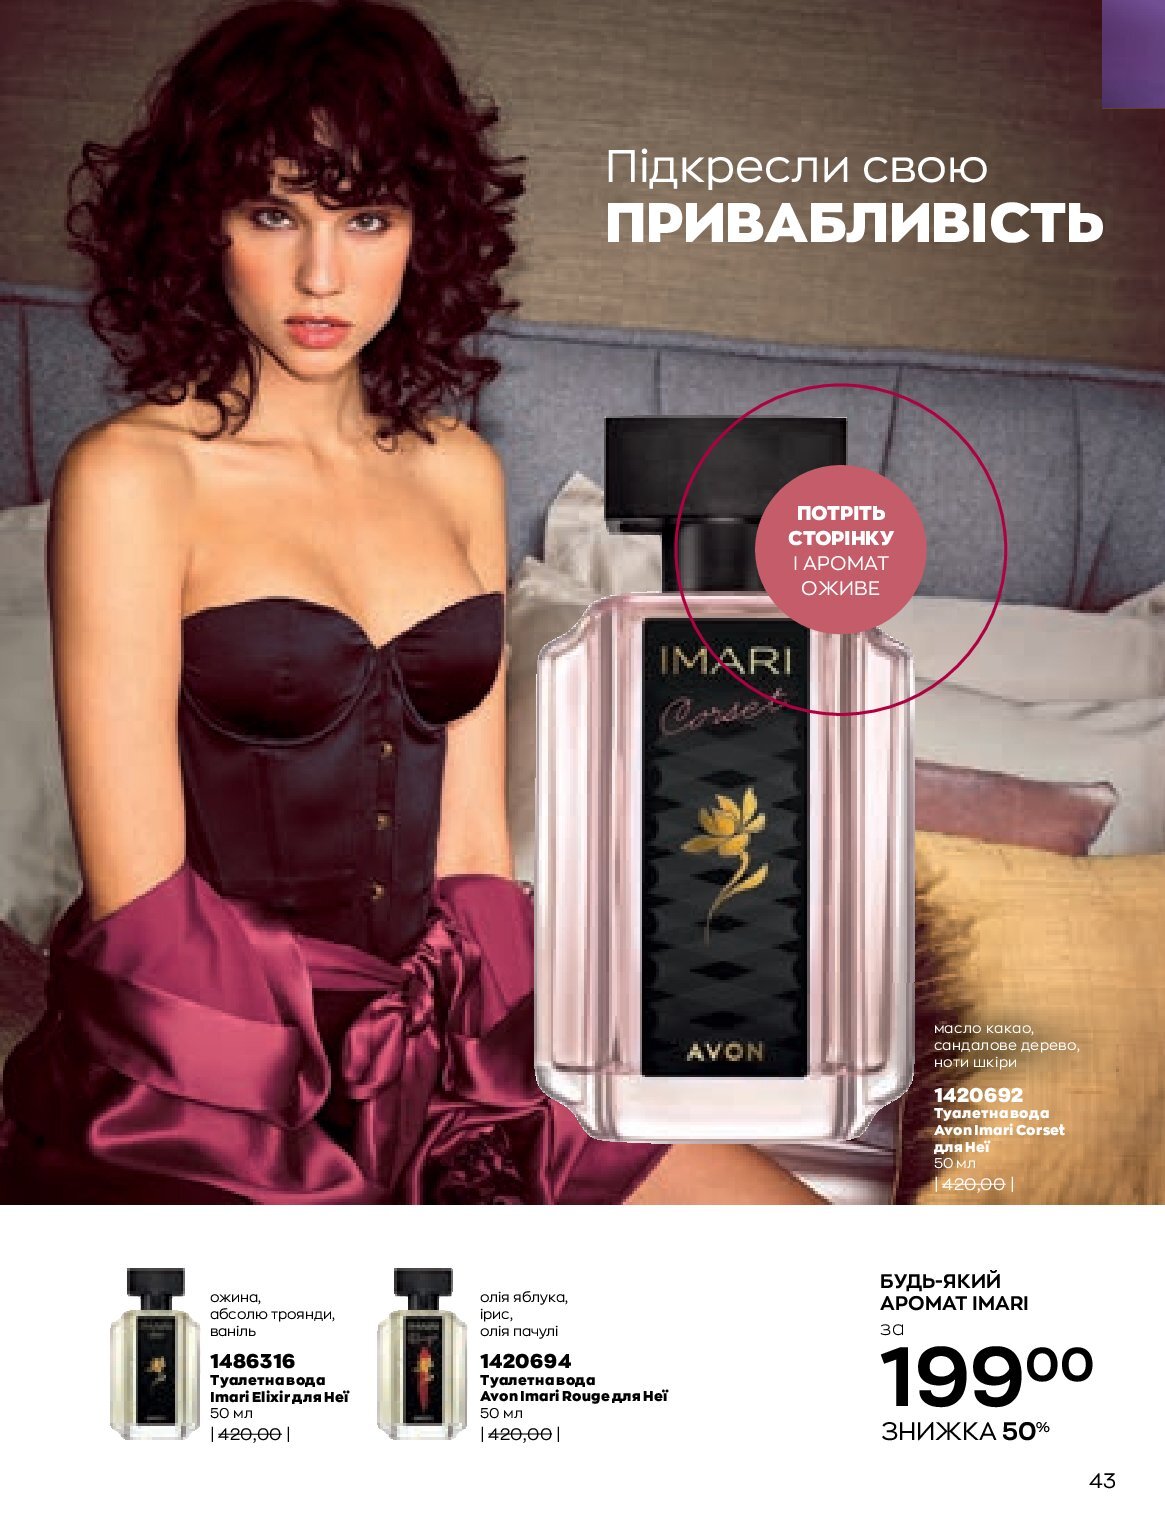 Підкресли свою
ПРИВАБЛИВІСТЬ
ПОТРІТЬ
СТОРІНКУ
І АРОМАТ
ОЖИВЕ
IMARI
Corset
AVON
масло какао,
сандалове дерево,
ноти шкіри
1420692
Туалетна вода
Avon Imari Corset
для Неї
50 мл
| 420,00 |
ожина,
абсолю троянди,
ваніль
1486316
Туалетна вода
Imari Elixir для Неї
50 мл
| 420,00 |
IMARI
олія яблука,
ірис,
олія пачулі
1420694
Туалетна вода
Avon Imari Rouge для Неї
50 мл
| 420,00 |
IMARI
БУДЬ-ЯКИЙ
АРОМАТ IMARI
за
19900
ЗНИЖКА 50%
43